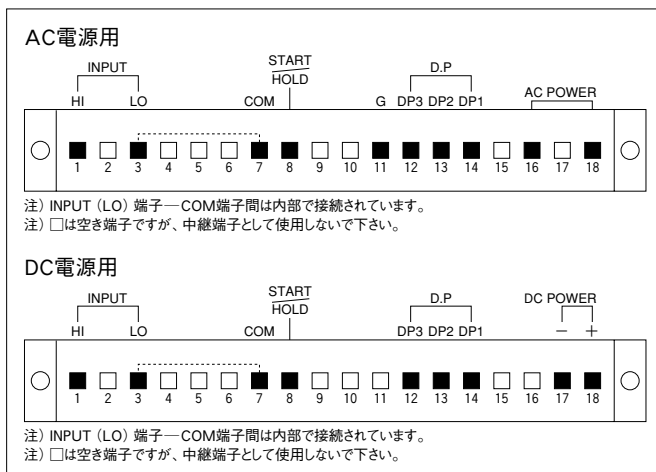 AC電源用
INPUT START D.P AC POWER
HOLD
HI LO COM G DP3 DP2 DP1
1 2 3 4 5 6 7 8 9 10 11 12 13 14 15 16 17 18
注) INPUT (LO) 端子—COM端子間は内部で接続されています。
注) □は空き端子ですが、中継端子として使用しないで下さい。
DC電源用
INPUT START D.P DC POWER
HOLD
HI LO COM DP3 DP2 DP1 − +
1 2 3 4 5 6 7 8 9 10 11 12 13 14 15 16 17 18
注) INPUT (LO) 端子—COM端子間は内部で接続されています。
注) □は空き端子ですが、中継端子として使用しないで下さい。